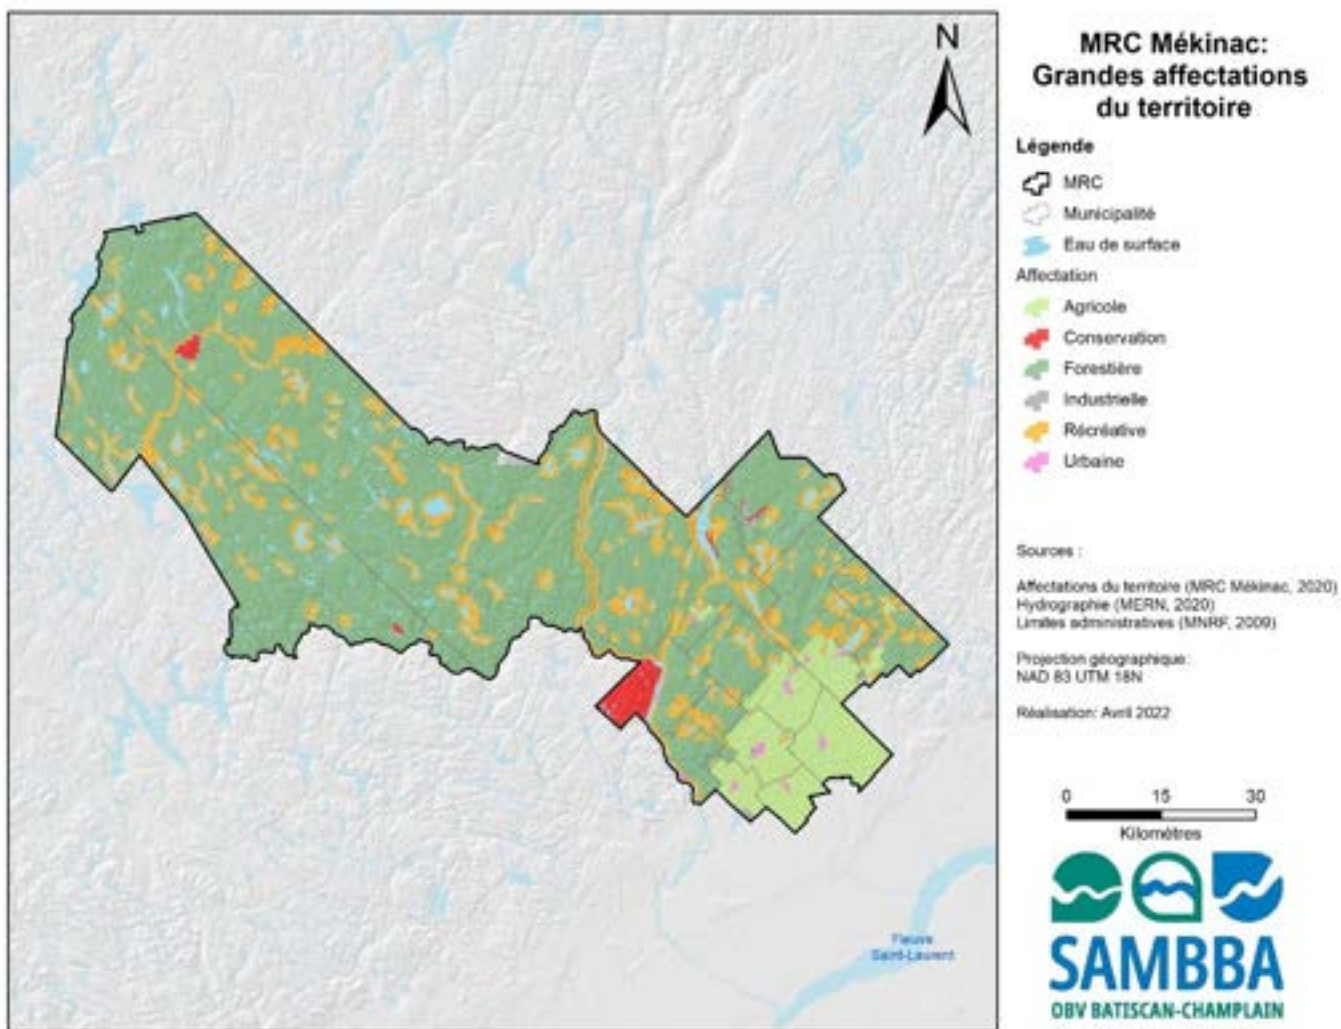 N
MRC Mékinac:
Grandes affectations
du territoire
Légende
MRC
Municipalité
Eau de surface
Affectation
Agricole
Conservation
Forestière
Industrielle
Récréative
Urbaine
Sources :
Affectations du territoire (MRC Mékinac, 2020)
Hydrographie (MERN, 2020)
Limites administratives (MNRF, 2009)
Projection géographique:
NAD 83 UTM 18N
Réalisation: Avril 2022
0 15 30
Kilomètres
Fleuve
Saint-Laurent
SAMBBA
OBV BATISCAN-CHAMPLAIN